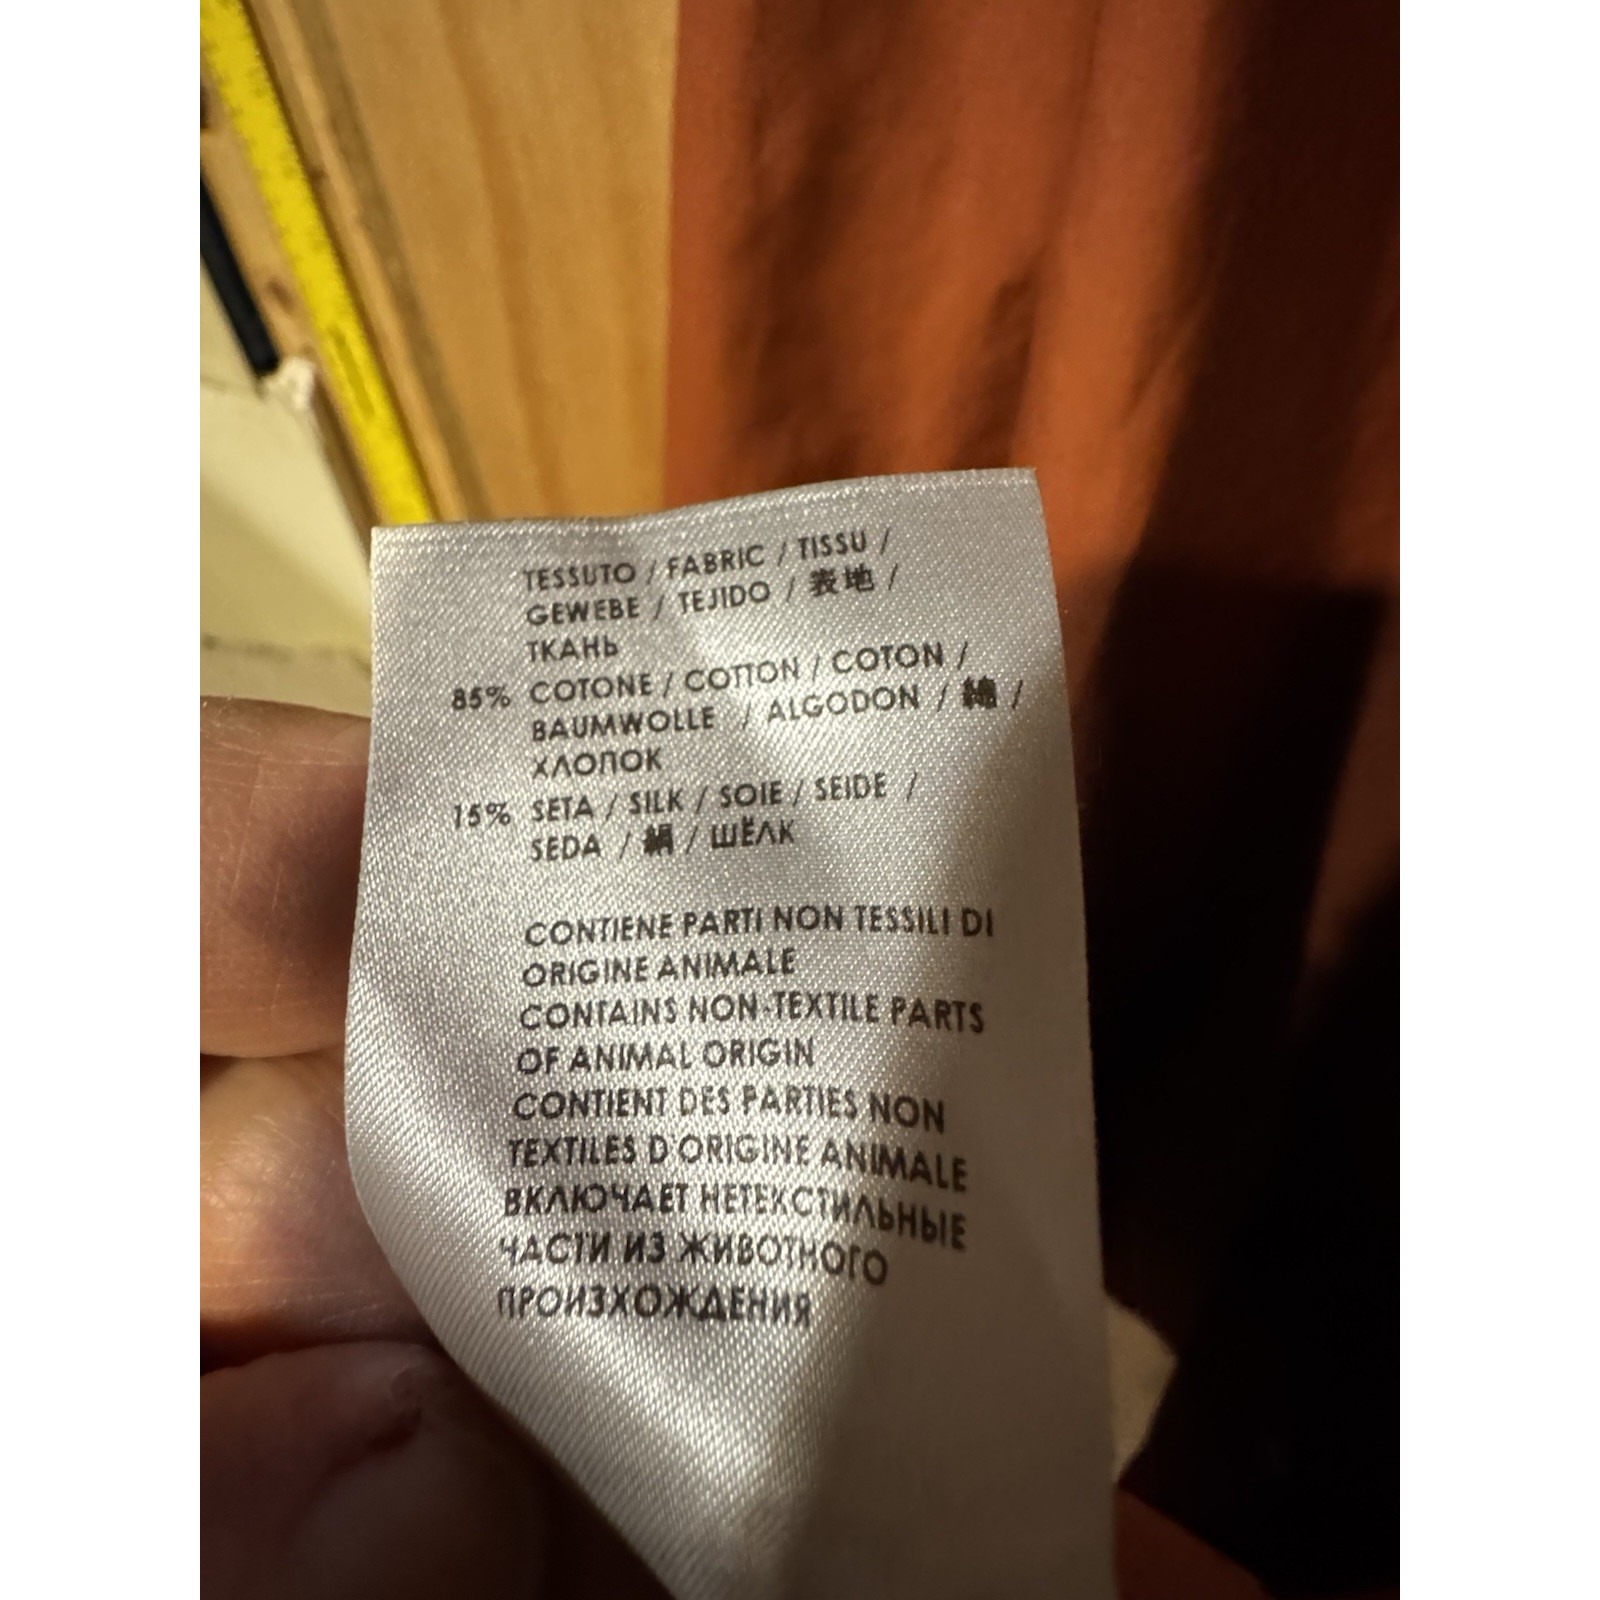 TESSUTO / FABRIC / TISSU /
GEWEBE / TEJIDO / 表地 /
ТКАНЬ
85% COTONE / COTTON / COTON /
BAUMWOLLE / ALGODON / 綿 /
ХЛОПОК
15% SETA / SILK / SOIE / SEIDE /
SEDA / 絹 / ШЁЛК
CONTIENE PARTI NON TESSILI DI
ORIGINE ANIMALE
CONTAINS NON-TEXTILE PARTS
OF ANIMAL ORIGIN
CONTIENT DES PARTIES NON
TEXTILES D'ORIGINE ANIMALE
ВКЛЮЧАЕТ НЕТЕКСТИЛЬНЫЕ
ЧАСТИ ИЗ ЖИВОТНОГО
ПРОИЗХОЖДЕНИЯ